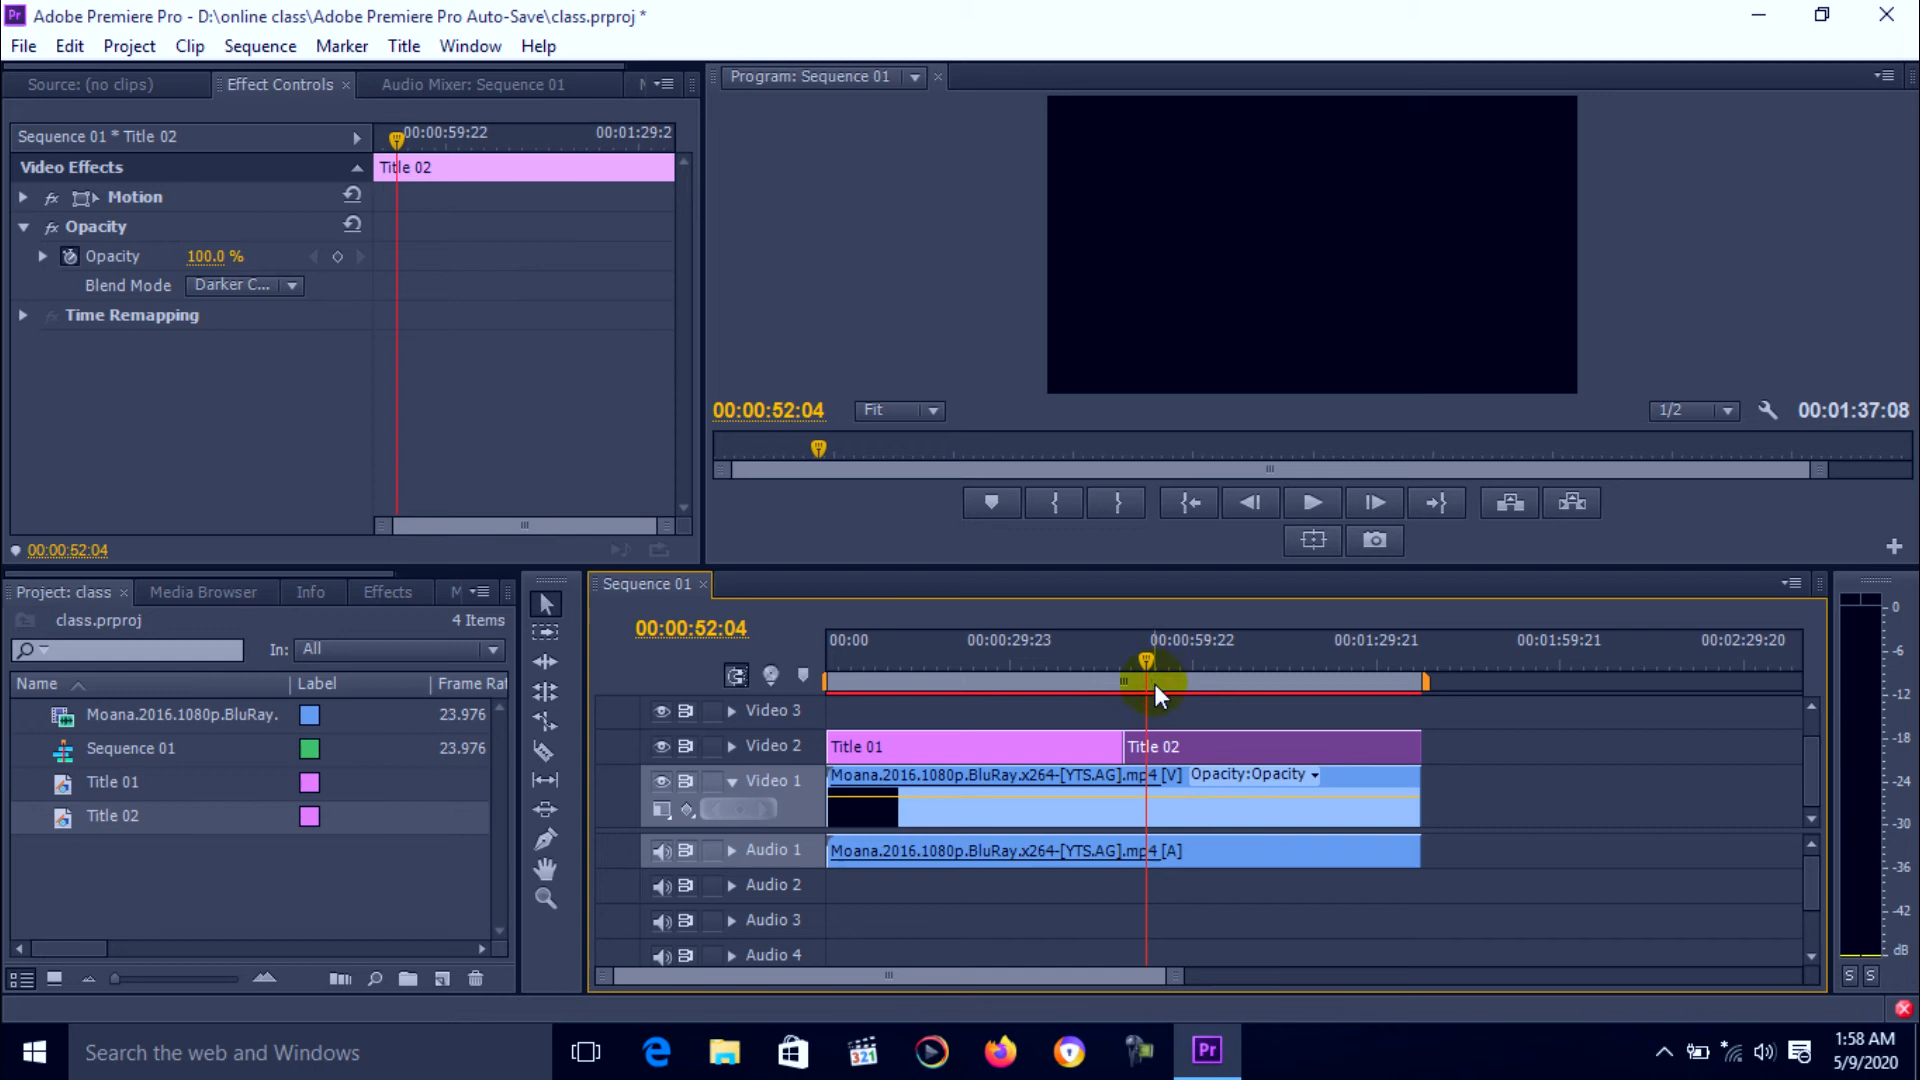 Pr Adobe Premiere Pro - D:\online class\Adobe Premiere Pro Auto-Save\class.prproj *
File Edit Project Clip Sequence Marker Title Window Help
Source: (no clips) Effect Controls × Audio Mixer: Sequence 01
Program: Sequence 01
Sequence 01 * Title 02
00:00:59:22 00:01:29:2
Video Effects
Title 02
fx Motion
fx Opacity
Opacity 100.0 %
Blend Mode Darker C...
Time Remapping
00:00:52:04 Fit 1/2 00:01:37:08
00:00:52:04
Project: class × Media Browser Info Effects
class.prproj 4 Items
In: All
Name Label Frame Rat
Moana.2016.1080p.BluRay. 23.976
Sequence 01 23.976
Title 01
Title 02
Sequence 01 ×
00:00:52:04
00:00 00:00:29:23 00:00:59:22 00:01:29:21 00:01:59:21 00:02:29:20
Video 3
Video 2 Title 01 Title 02
Video 1 Moana.2016.1080p.BluRay.x264-[YTS.AG].mp4 [V] Opacity:Opacity
Audio 1 Moana.2016.1080p.BluRay.x264-[YTS.AG].mp4 [A]
Audio 2
Audio 3
Audio 4
0
-6
-12
-18
-24
-30
-36
-42
dB
S S
Search the web and Windows
321
Pr
1:58 AM
5/9/2020